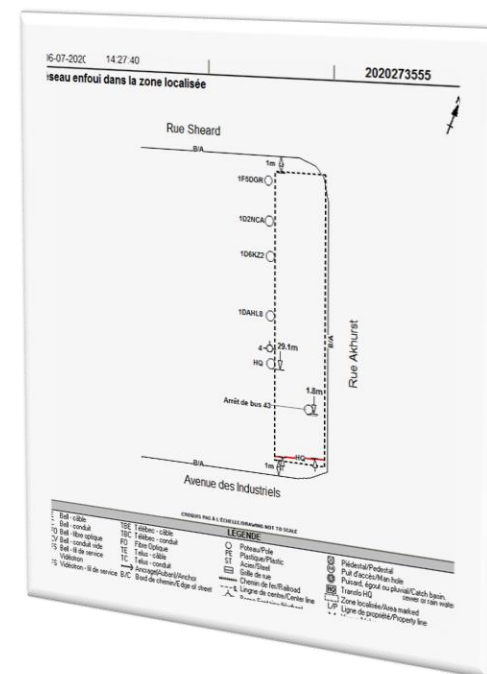 06-07-2020 14:27:40 2020273555
seau enfoui dans la zone localisée
Rue Sheard
B/A
1m
1F5DGR
1D2NCA
1D6KZ2
1DAHL8
B/A
Rue Akhurst
4
29.1m
HQ
1.8m
Arrêt de bus 43
HQ
B/A
1m
Avenue des Industriels
CROQUIS PAS À L'ÉCHELLE/DRAWING NOT TO SCALE
LÉGENDE
Bell - câble
Bell - conduit
Bell - fibre optique
Bell - conduit vide
FS Bell - fil de service
Vidéotron
FS Vidéotron - fil de service
TBE Télébec - câble
TBC Télébec - conduit
FO Fibre Optique
TE Telus - câble
TC Telus - conduit
Ancrage/Hauban/Anchor
B/C Bord de chemin/Edge of street
Poteau/Pole
PE Plastique/Plastic
ST Acier/Steel
Grille de rue
Chemin de fer/Railroad
Lingne de centre/Center line
Piédestal/Pedestal
Puit d'accès/Man hole
Puisard, égout ou pluvial/Catch basin,
sewer or rain water
Transfo HQ
Zone localisée/Area marked
L/P Ligne de propriété/Property line